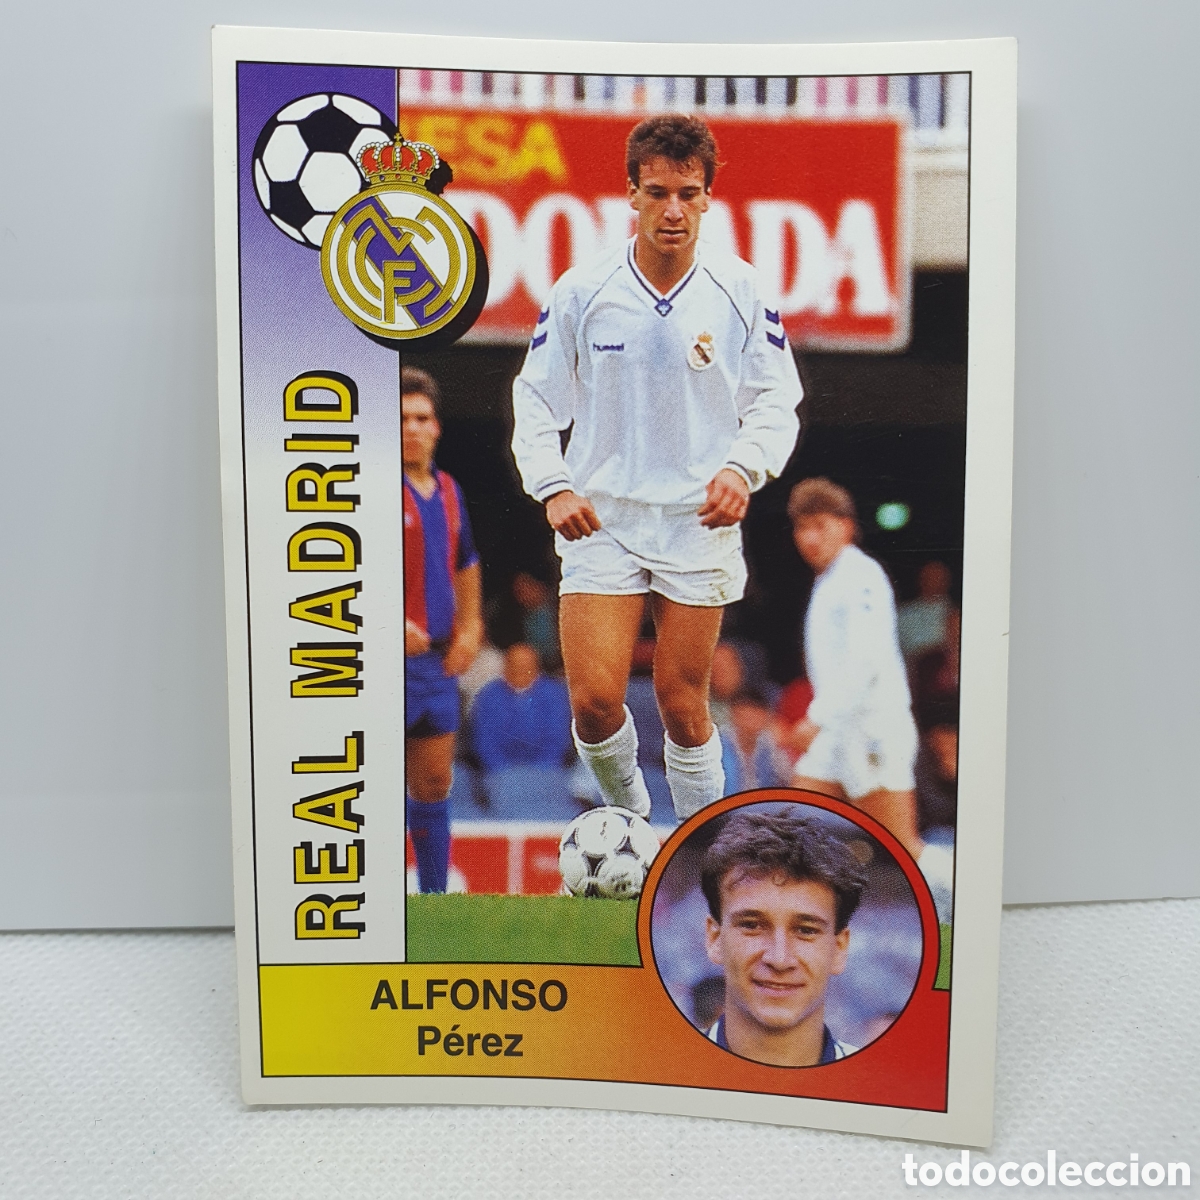 ESA
DORADA
hummel
REAL MADRID
ALFONSO
Pérez
todocoleccion